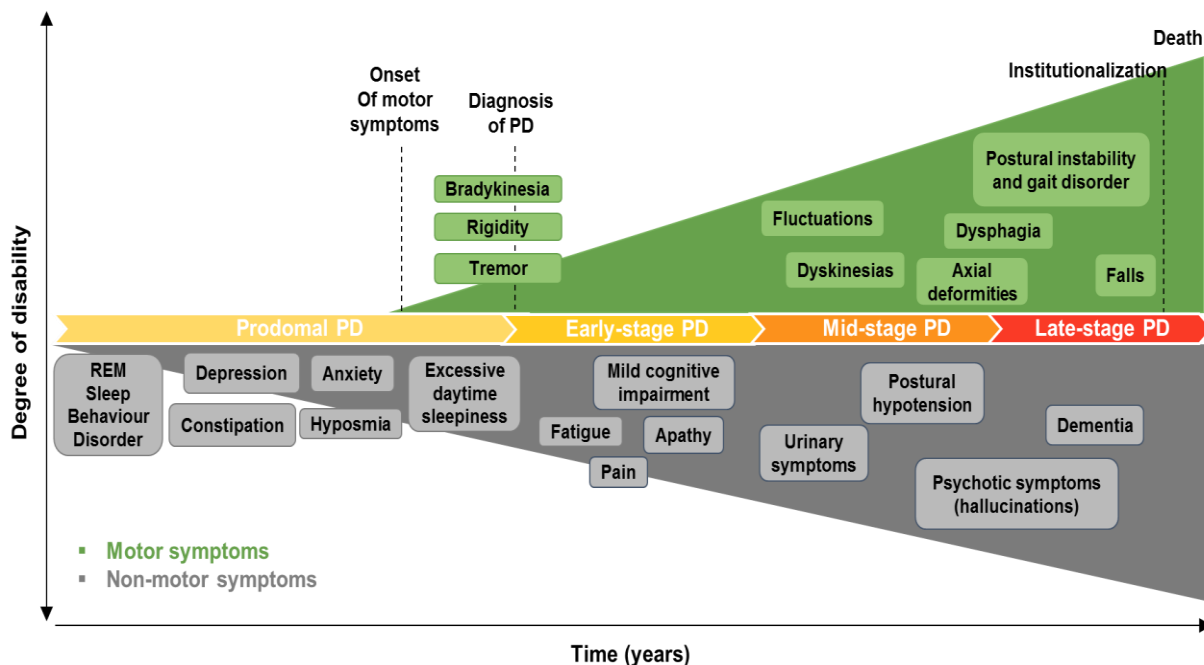 Death
Institutionalization
Onset
Of motor
symptoms
Diagnosis
of PD
Bradykinesia
Rigidity
Tremor
Postural instability
and gait disorder
Fluctuations
Dysphagia
Dyskinesias
Axial
deformities
Falls
Degree of disability
Prodomal PD
Early-stage PD
Mid-stage PD
Late-stage PD
REM
Sleep
Behaviour
Disorder
Depression
Anxiety
Constipation
Hyposmia
Excessive
daytime
sleepiness
Mild cognitive
impairment
Fatigue
Apathy
Pain
Postural
hypotension
Urinary
symptoms
Dementia
Psychotic symptoms
(hallucinations)
▪ Motor symptoms
▪ Non-motor symptoms
Time (years)